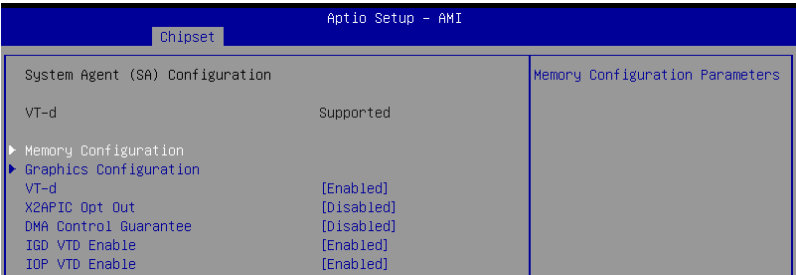 Aptio Setup – AMI
Chipset
System Agent (SA) Configuration
Memory Configuration Parameters
VT-d Supported
Memory Configuration
Graphics Configuration
VT-d [Enabled]
X2APIC Opt Out [Disabled]
DMA Control Guarantee [Disabled]
IGD VTD Enable [Enabled]
IOP VTD Enable [Enabled]